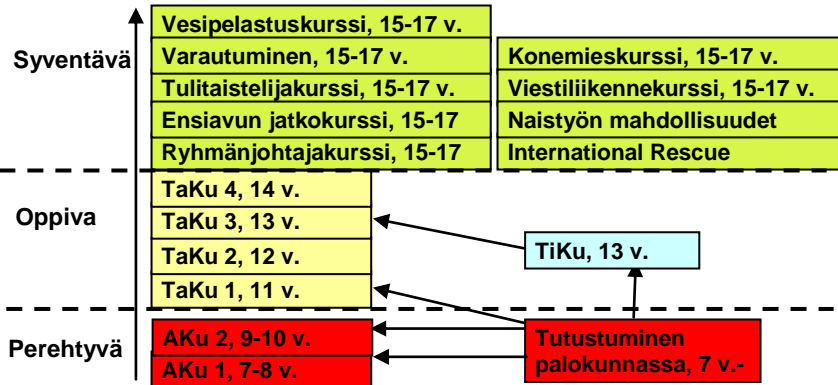 Syventävä
Vesipelastuskurssi, 15-17 v.
Varautuminen, 15-17 v.
Tulitaistelijakurssi, 15-17 v.
Ensiavun jatkokurssi, 15-17
Ryhmänjohtajakurssi, 15-17
Konemieskurssi, 15-17 v.
Viestiliikennekurssi, 15-17 v.
Naistyön mahdollisuudet
International Rescue
Oppiva
TaKu 4, 14 v.
TaKu 3, 13 v.
TaKu 2, 12 v.
TaKu 1, 11 v.
TiKu, 13 v.
Perehtyvä
AKu 2, 9-10 v.
AKu 1, 7-8 v.
Tutustuminen
palokunnassa, 7 v.-